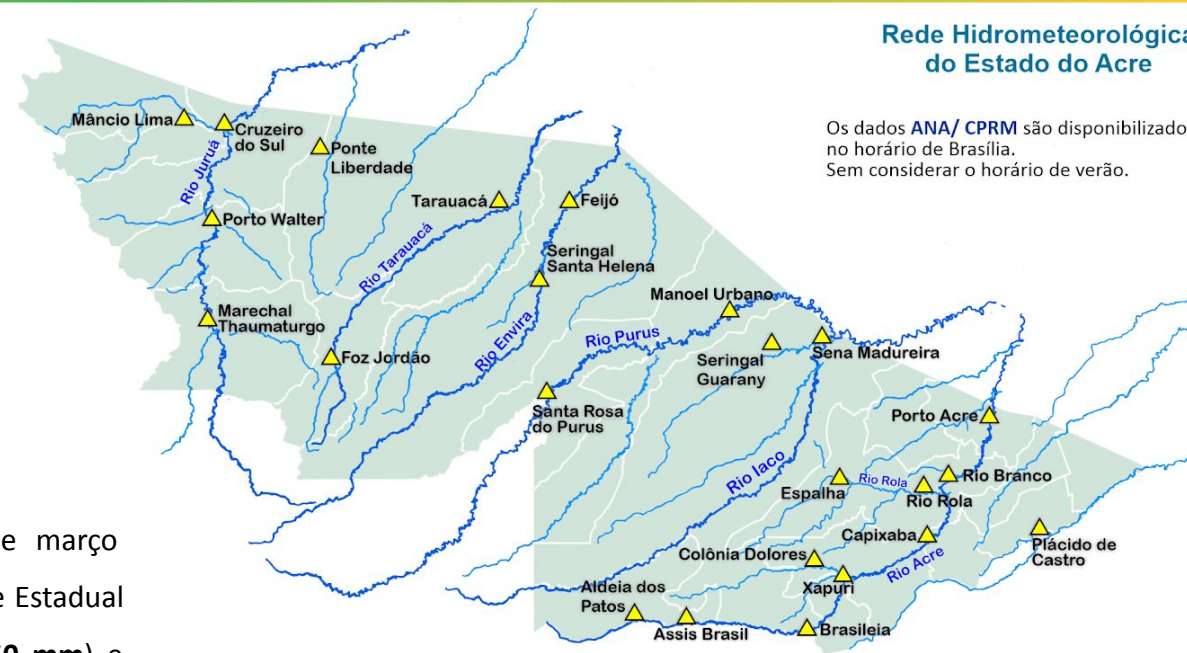 Rede Hidrometeorológica
do Estado do Acre
Os dados ANA/ CPRM são disponibilizado
no horário de Brasília.
Sem considerar o horário de verão.
Mâncio Lima
Cruzeiro
do Sul
Ponte
Liberdade
Rio Juruá
Porto Walter
Tarauacá
Feijó
Rio Tarauacá
Seringal
Santa Helena
Marechal
Thaumaturgo
Foz Jordão
Rio Envira
Manoel Urbano
Rio Purus
Seringal
Guarany
Sena Madureira
Santa Rosa
do Purus
Porto Acre
Rio Iaco
Espalha
Rio Rola
Rio Branco
Rio Rola
Capixaba
Plácido de
Castro
Colônia Dolores
Rio Acre
Xapuri
Aldeia dos
Patos
Assis Brasil
Brasileia
e março
e Estadual
mm) e